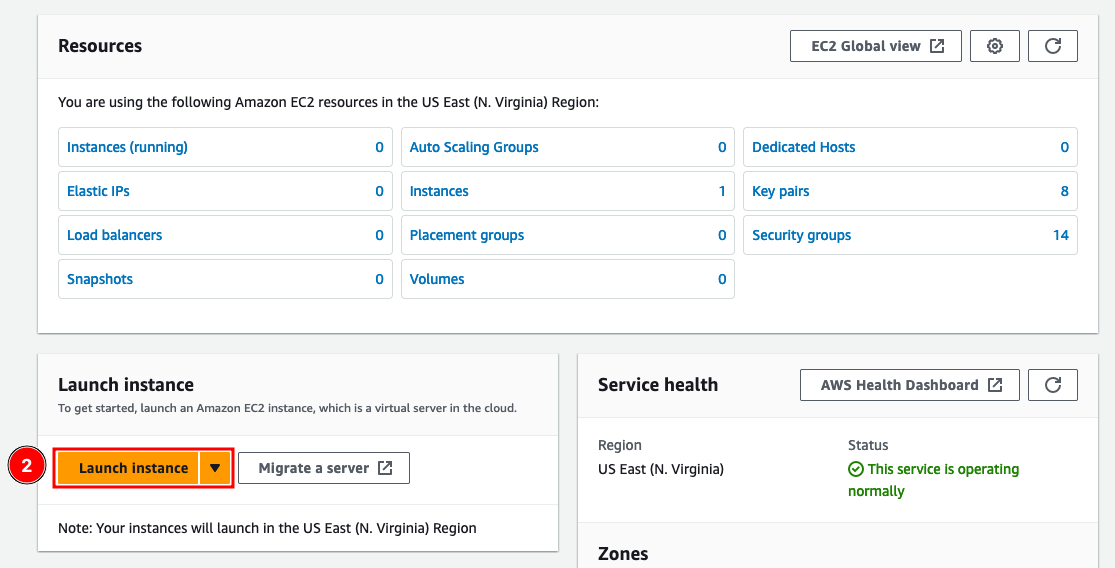 Resources
EC2 Global view
You are using the following Amazon EC2 resources in the US East (N. Virginia) Region:
Instances (running) 0
Auto Scaling Groups 0
Dedicated Hosts 0
Elastic IPs 0
Instances 1
Key pairs 8
Load balancers 0
Placement groups 0
Security groups 14
Snapshots 0
Volumes 0
Launch instance
To get started, launch an Amazon EC2 instance, which is a virtual server in the cloud.
2
Launch instance
Migrate a server
Note: Your instances will launch in the US East (N. Virginia) Region
Service health
AWS Health Dashboard
Region
US East (N. Virginia)
Status
This service is operating
normally
Zones